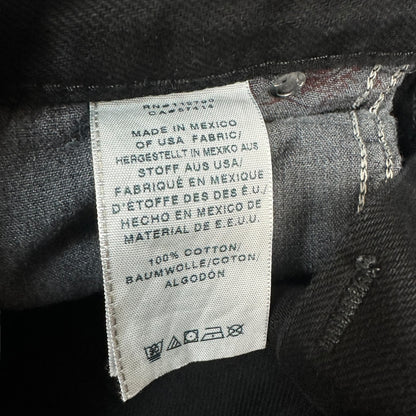 MADE IN MEXICO
OF USA FABRIC/
HERGESTELLT IN MEXIKO AUS
STOFF AUS USA/
FABRIQUÉ EN MEXIQUE
D'ÉTOFFE DES DES É.U./
HECHO EN MEXICO DE
MATERIAL DE E.E.U.U.
100% COTTON/
BAUMWOLLE/COTON/
ALGODÓN